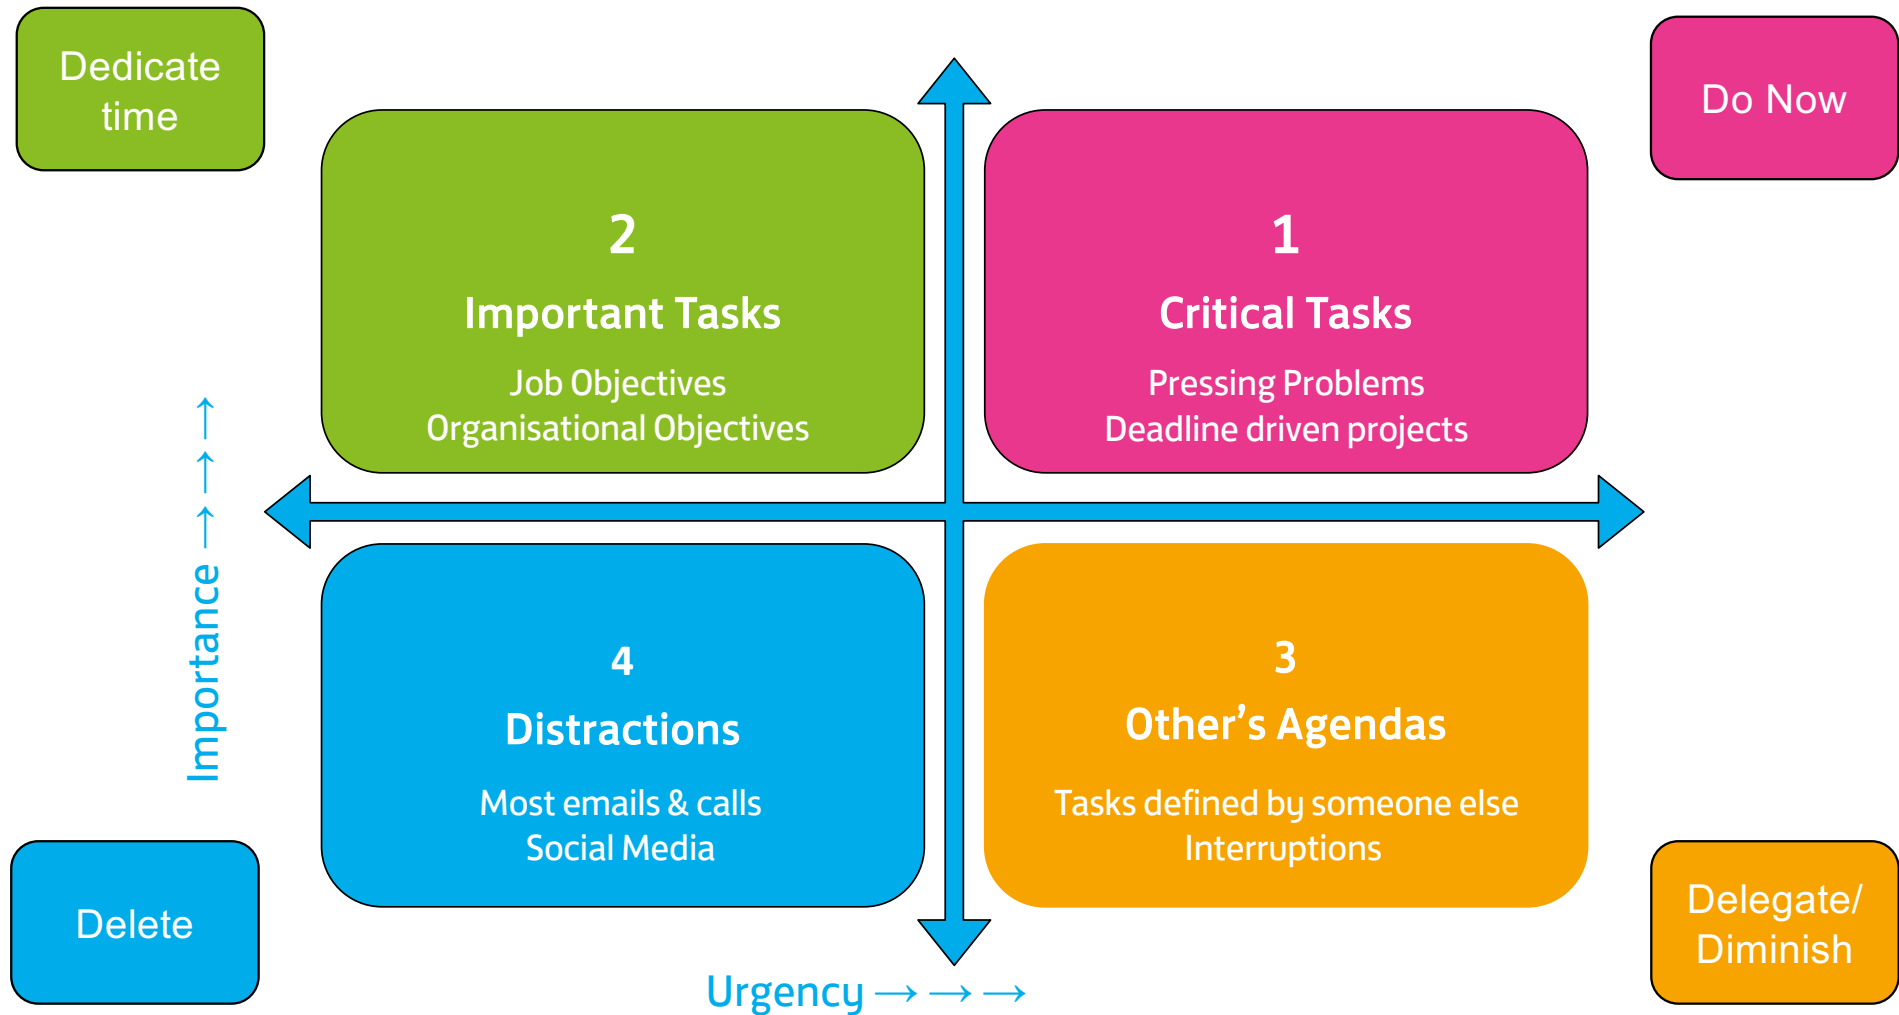 Dedicate
time
Do Now
2
Important Tasks
Job Objectives
Organisational Objectives
1
Critical Tasks
Pressing Problems
Deadline driven projects
Importance → → →
4
Distractions
Most emails & calls
Social Media
3
Other’s Agendas
Tasks defined by someone else
Interruptions
Delete
Delegate/
Diminish
Urgency → → →